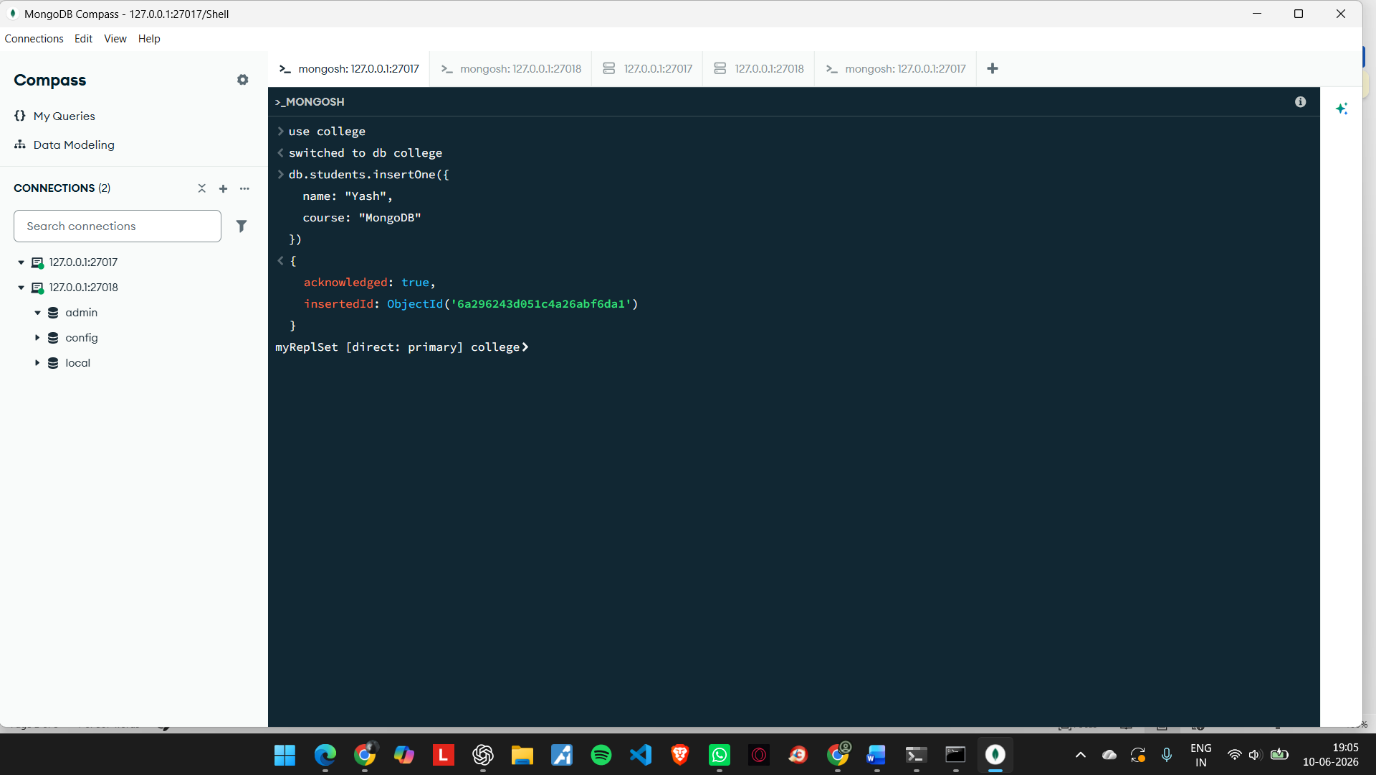 MongoDB Compass - 127.0.0.1:27017/Shell
Connections Edit View Help
Compass
My Queries
Data Modeling
CONNECTIONS (2)
Search connections
127.0.0.1:27017
127.0.0.1:27018
admin
config
local
mongosh: 127.0.0.1:27017
mongosh: 127.0.0.1:27018
127.0.0.1:27017
127.0.0.1:27018
mongosh: 127.0.0.1:27017
>_MONGOSH
> use college
< switched to db college
> db.students.insertOne({
name: "Yash",
course: "MongoDB"
})
< {
acknowledged: true,
insertedId: ObjectId('6a296243d051c4a26abf6da1')
}
myReplSet [direct: primary] college>
ENG
IN
19:05
10-06-2026